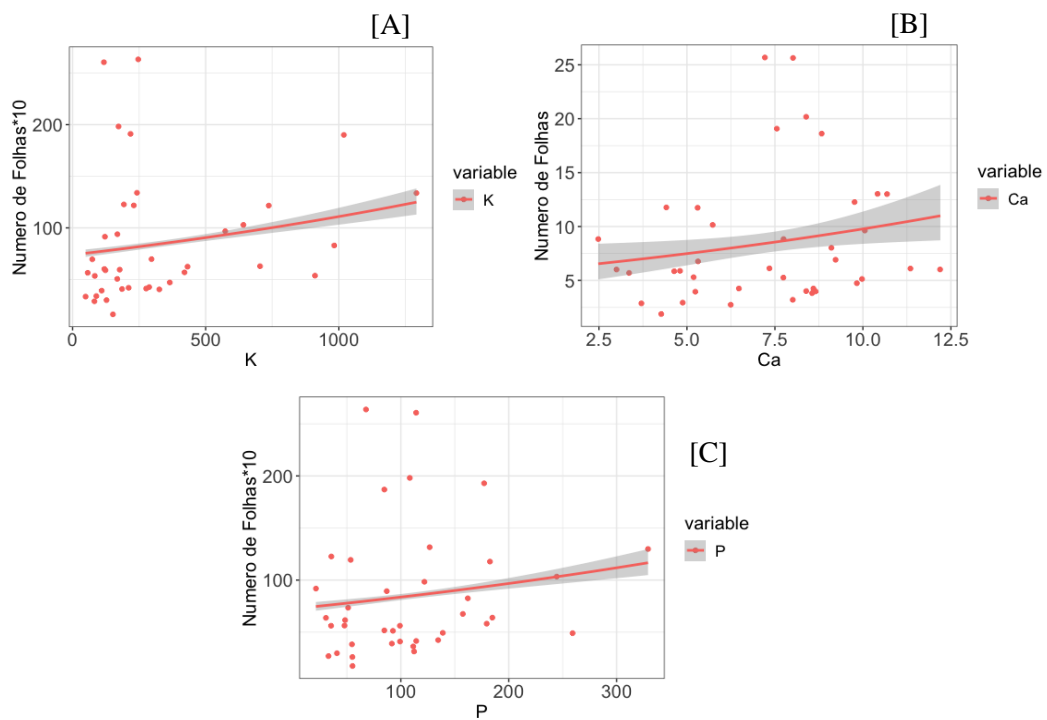 [A]
Numero de Folhas*10
200
100
0
500
1000
K
variable
K
[B]
Numero de Folhas
25
20
15
10
5
2.5
5.0
7.5
10.0
12.5
Ca
variable
Ca
[C]
Numero de Folhas*10
200
100
100
200
300
P
variable
P